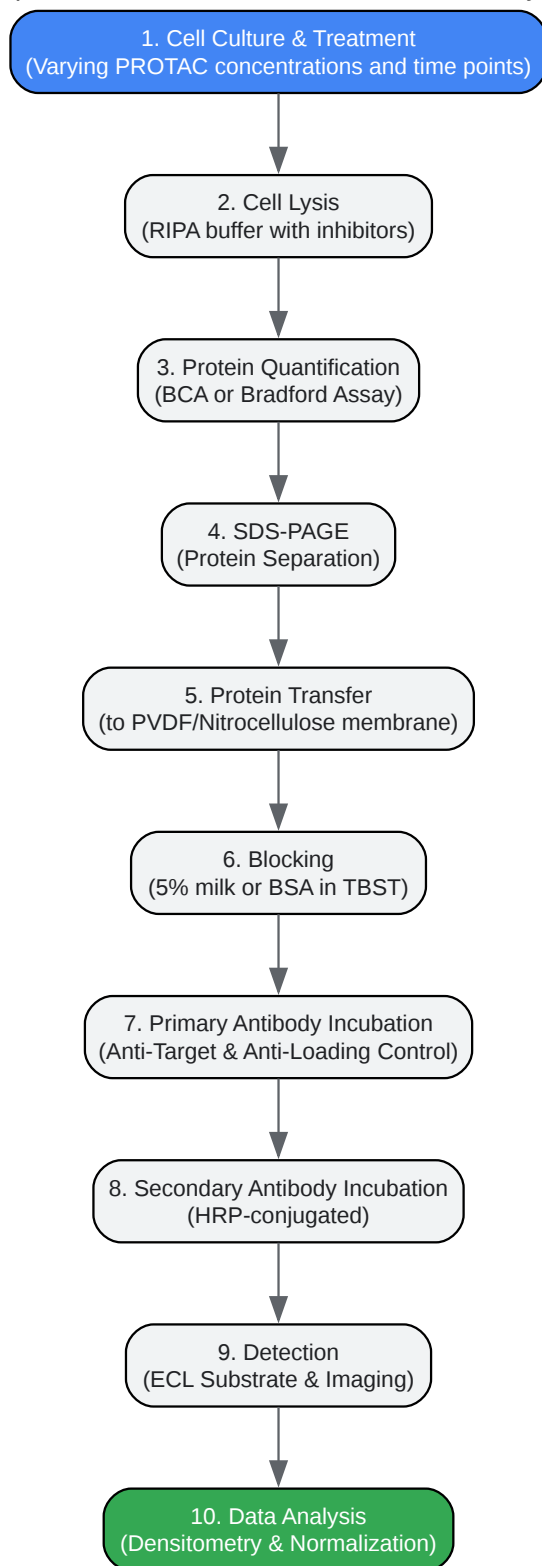 1. Cell Culture & Treatment
(Varying PROTAC concentrations and time points)
2. Cell Lysis
(RIPA buffer with inhibitors)
3. Protein Quantification
(BCA or Bradford Assay)
4. SDS-PAGE
(Protein Separation)
5. Protein Transfer
(to PVDF/Nitrocellulose membrane)
6. Blocking
(5% milk or BSA in TBST)
7. Primary Antibody Incubation
(Anti-Target & Anti-Loading Control)
8. Secondary Antibody Incubation
(HRP-conjugated)
9. Detection
(ECL Substrate & Imaging)
10. Data Analysis
(Densitometry & Normalization)